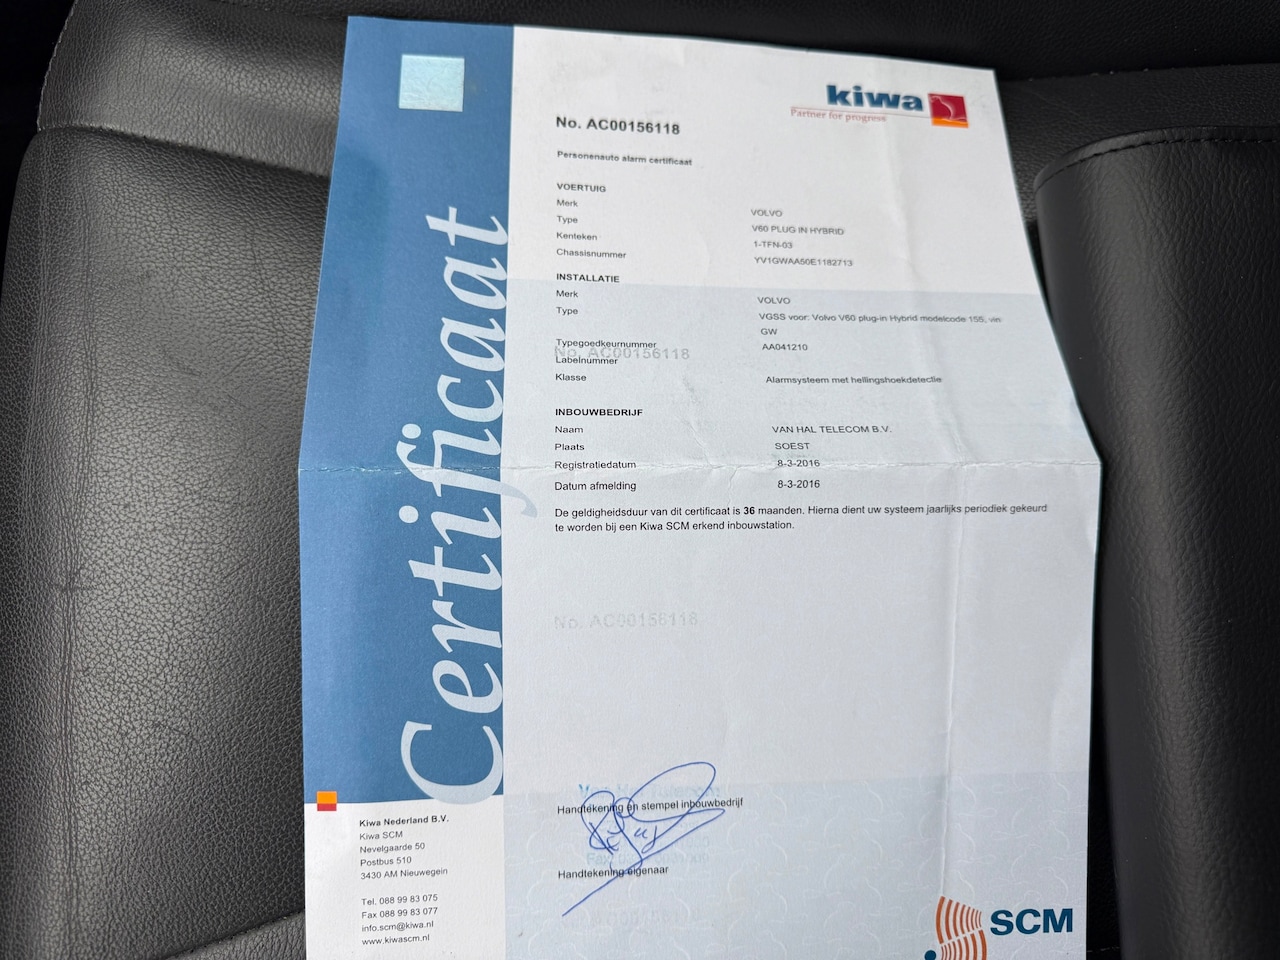 Certificaat
kiwa
Partner for progress
No. AC00156118
Personenauto alarm certificaat
VOERTUIG
Merk VOLVO
Type V60 PLUG IN HYBRID
Kenteken 1-TFN-03
Chassisnummer YV1GWAA50E1182713
INSTALLATIE
Merk VOLVO
Type VGSS voor: Volvo V60 plug-in Hybrid modelcode 155, vin
GW
Typegoedkeurnummer AA041210
No. AC00156118
Labelnummer
Klasse Alarmsysteem met hellingshoekdetectie
INBOUWBEDRIJF
Naam VAN HAL TELECOM B.V.
Plaats SOEST
Registratiedatum 8-3-2016
Datum afmelding 8-3-2016
De geldigheidsduur van dit certificaat is 36 maanden. Hierna dient uw systeem jaarlijks periodiek gekeurd
te worden bij een Kiwa SCM erkend inbouwstation.
No. AC00156118
Van Hal Telecom
Handtekening en stempel inbouwbedrijf
Handtekening eigenaar
Kiwa Nederland B.V.
Kiwa SCM
Nevelgaarde 50
Postbus 510
3430 AM Nieuwegein
Tel. 088 99 83 075
Fax 088 99 83 077
info.scm@kiwa.nl
www.kiwascm.nl
SCM